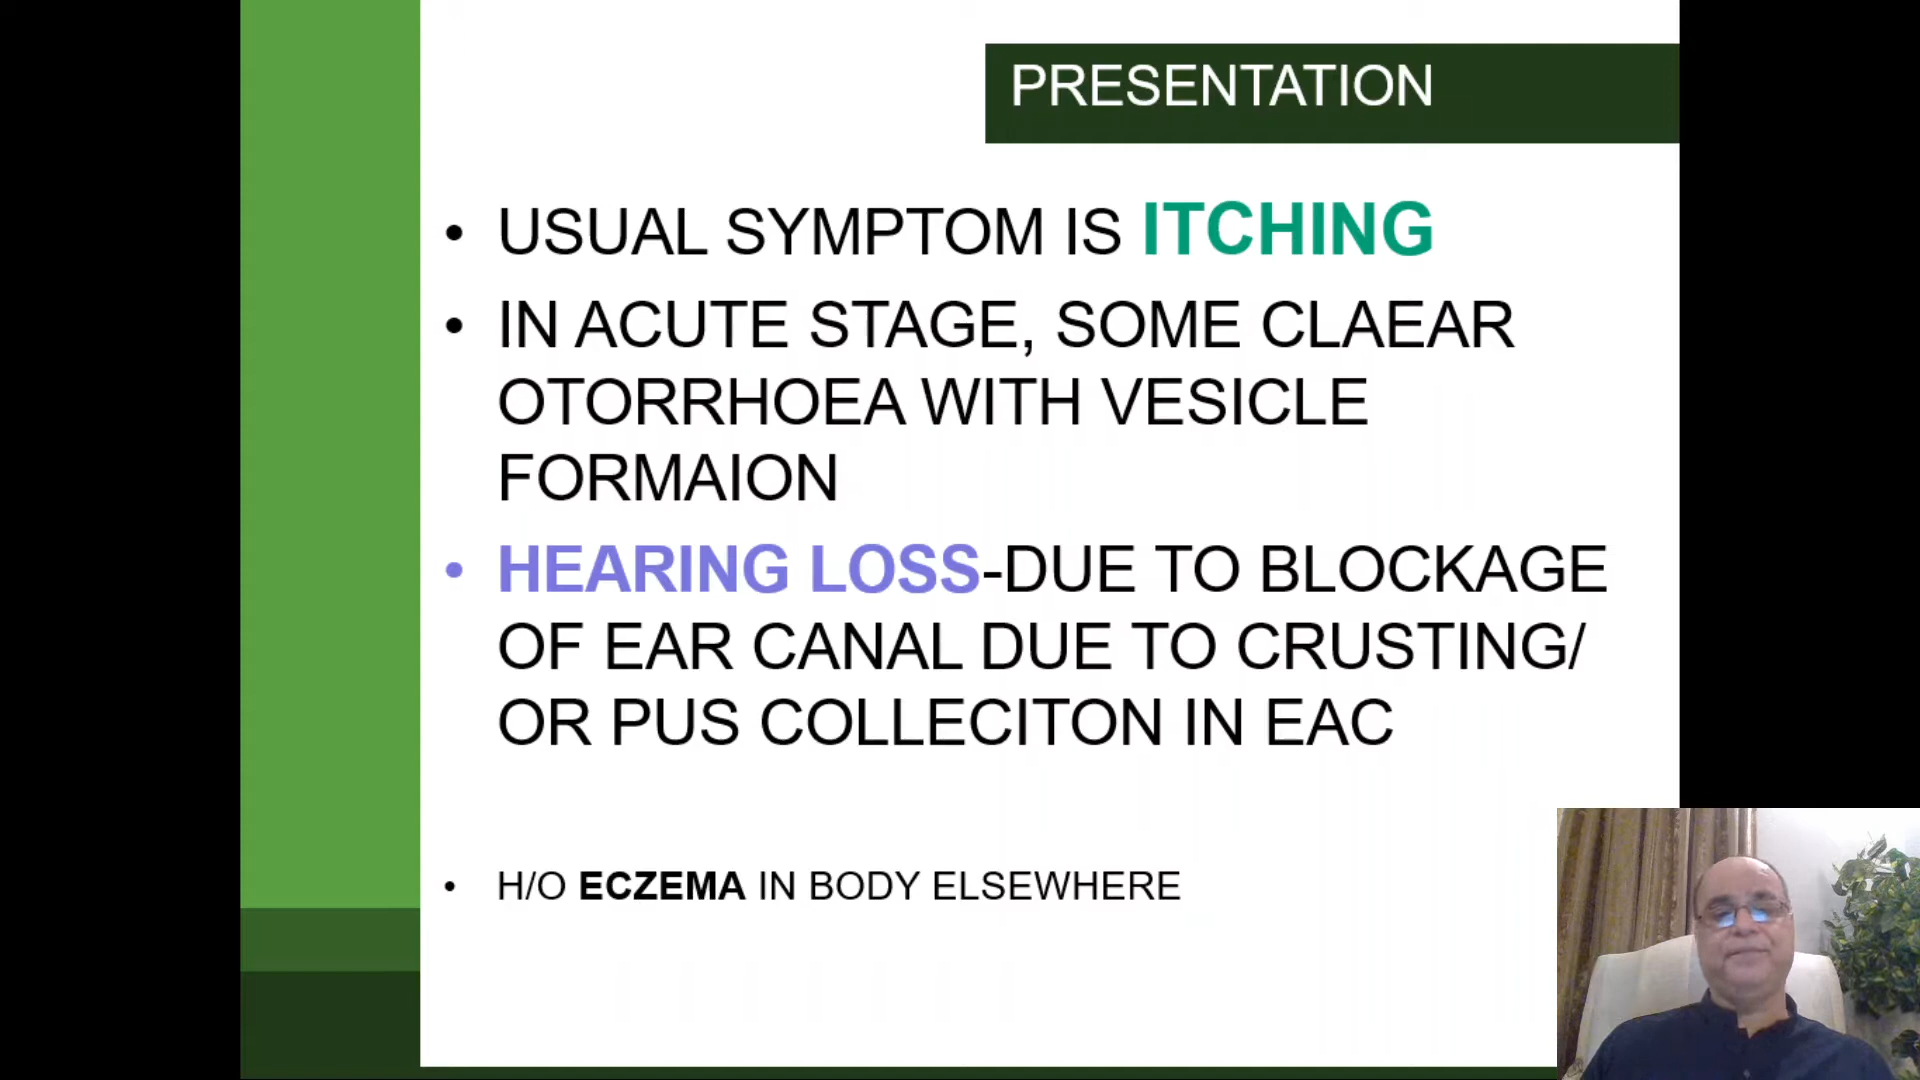 PRESENTATION
• USUAL SYMPTOM IS ITCHING
• IN ACUTE STAGE, SOME CLAEAR
OTORRHOEA WITH VESICLE
FORMAION
• HEARING LOSS-DUE TO BLOCKAGE
OF EAR CANAL DUE TO CRUSTING/
OR PUS COLLECITON IN EAC
• H/O ECZEMA IN BODY ELSEWHERE